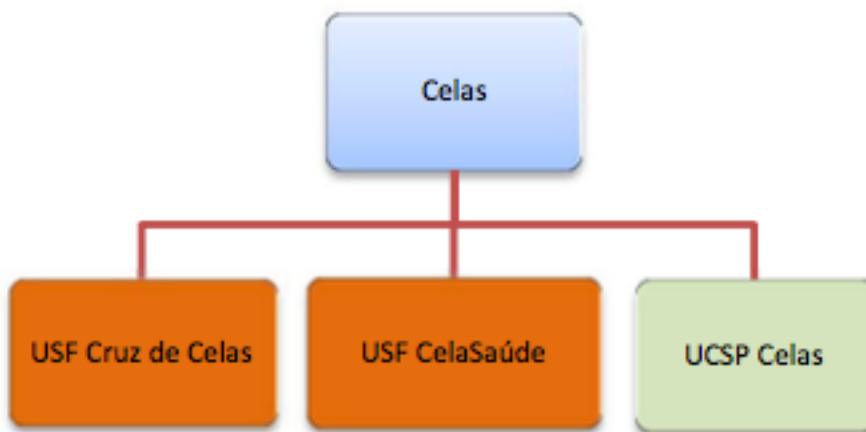 Celas
USF Cruz de Celas
USF CelaSaúde
UCSP Celas